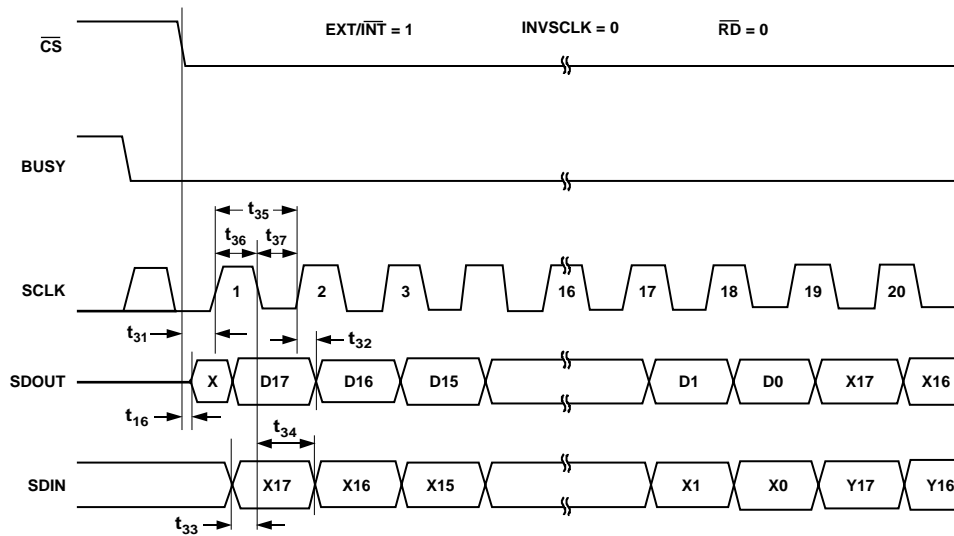 EXT/INT = 1 INVSCLK = 0 RD = 0
CS
BUSY
t35
t36 t37
SCLK 1 2 3 16 17 18 19 20
t31 t32
SDOUT X D17 D16 D15 D1 D0 X17 X16
t16 t34
SDIN X17 X16 X15 X1 X0 Y17 Y16
t33